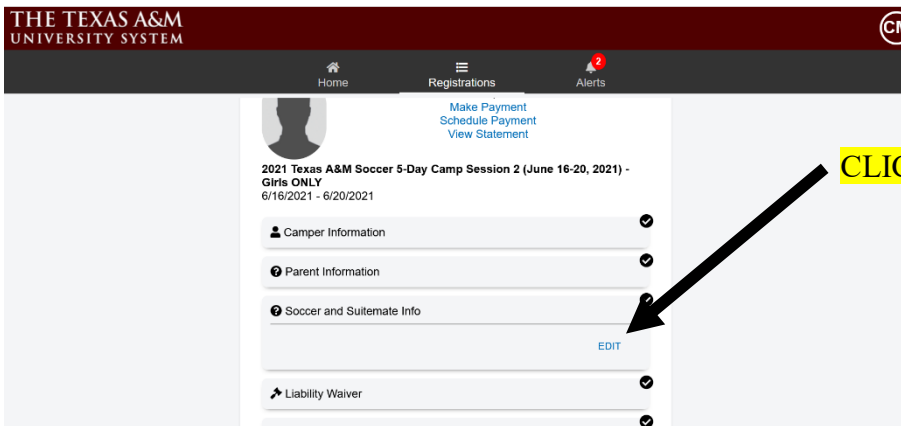 THE TEXAS A&M
UNIVERSITY SYSTEM
Home
Registrations
2
Alerts
Make Payment
Schedule Payment
View Statement
2021 Texas A&M Soccer 5-Day Camp Session 2 (June 16-20, 2021) -
Girls ONLY
6/16/2021 - 6/20/2021
Camper Information
Parent Information
Soccer and Suitemate Info
EDIT
Liability Waiver